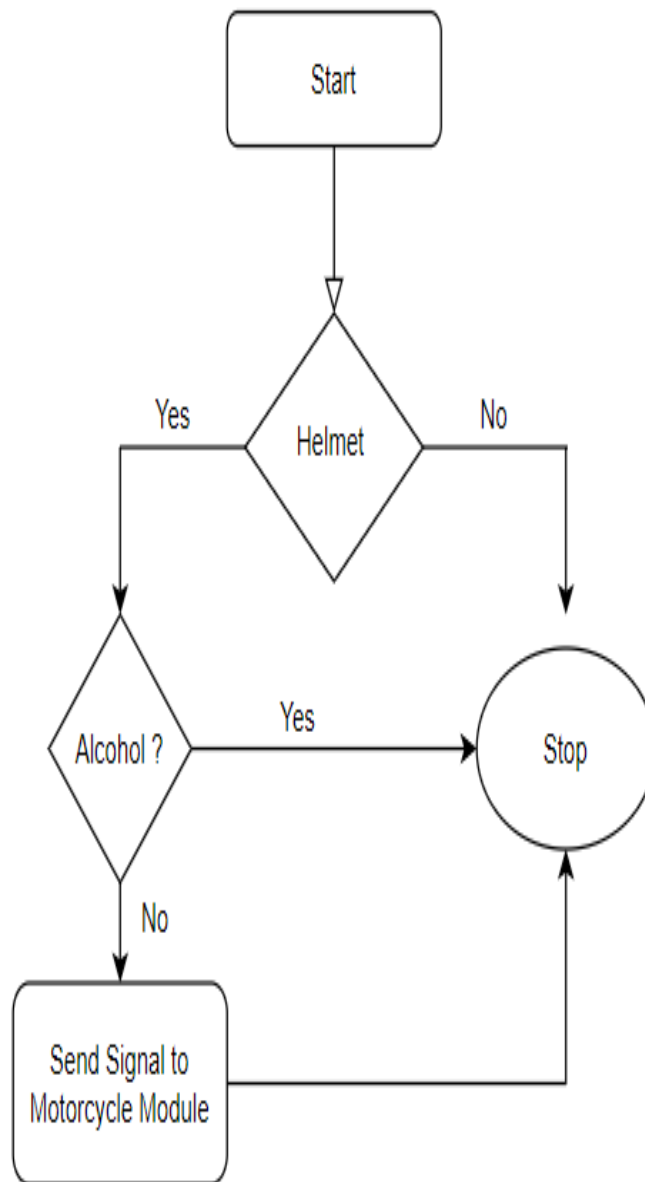 Start
Yes
Helmet
No
Alcohol ?
Yes
Stop
No
Send Signal to
Motorcycle Module